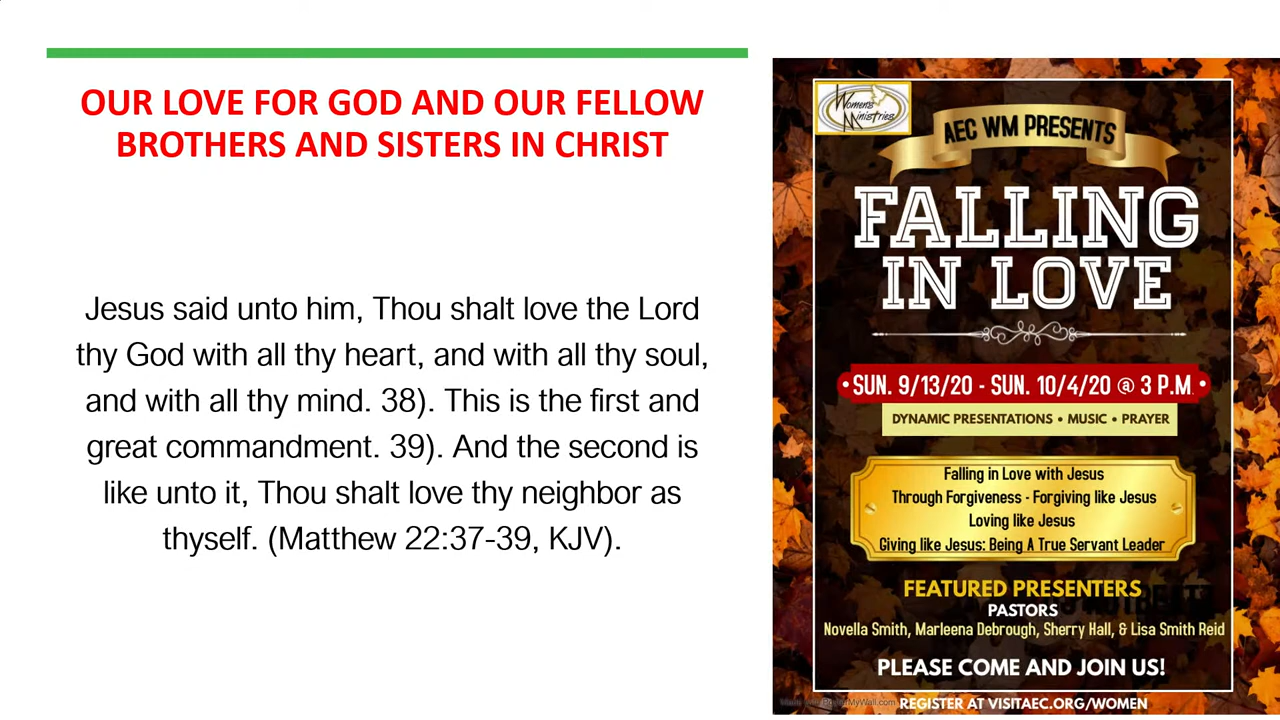 OUR LOVE FOR GOD AND OUR FELLOW
BROTHERS AND SISTERS IN CHRIST
Jesus said unto him, Thou shalt love the Lord
thy God with all thy heart, and with all thy soul,
and with all thy mind. 38). This is the first and
great commandment. 39). And the second is
like unto it, Thou shalt love thy neighbor as
thyself. (Matthew 22:37-39, KJV).
Women's
Ministries
AEC WM PRESENTS
FALLING
IN LOVE
• SUN. 9/13/20 - SUN. 10/4/20 @ 3 P.M. •
DYNAMIC PRESENTATIONS • MUSIC • PRAYER
Falling in Love with Jesus
Through Forgiveness - Forgiving like Jesus
Loving like Jesus
Giving like Jesus: Being A True Servant Leader
FEATURED PRESENTERS
PASTORS
Novella Smith, Marleena Debrough, Sherry Hall, & Lisa Smith Reid
PLEASE COME AND JOIN US!
REGISTER AT VISITAEC.ORG/WOMEN